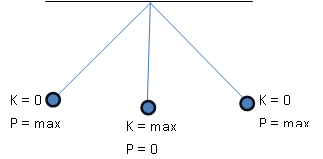 K = 0
P = max
K = max
P = 0
K = 0
P = max